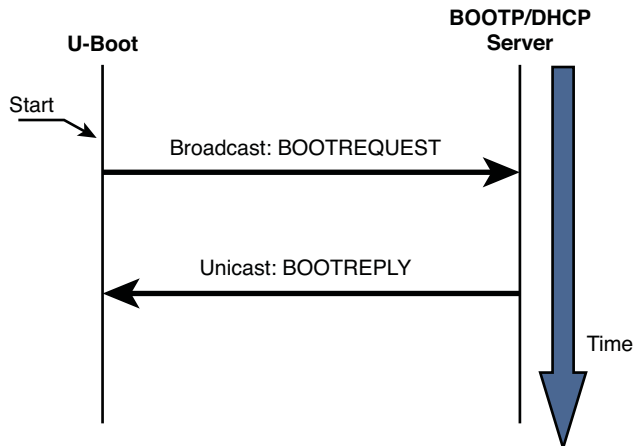 U-Boot
BOOTP/DHCP
Server
Start
Broadcast: BOOTREQUEST
Unicast: BOOTREPLY
Time